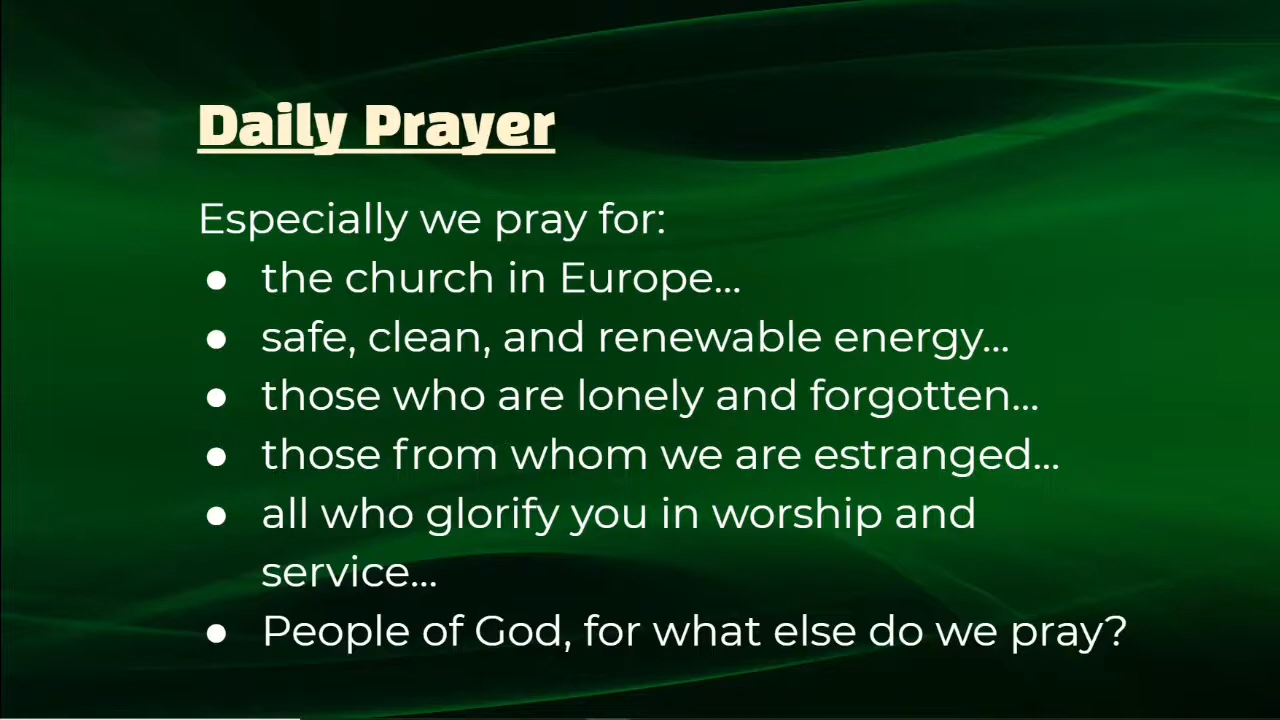 Daily Prayer
Especially we pray for:
● the church in Europe...
● safe, clean, and renewable energy...
● those who are lonely and forgotten...
● those from whom we are estranged...
● all who glorify you in worship and
service...
● People of God, for what else do we pray?